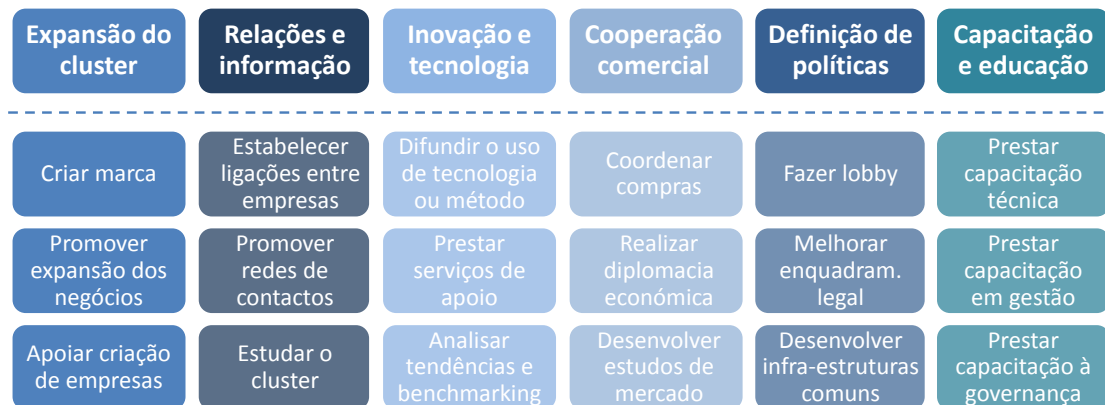 Expansão do
cluster
Relações e
informação
Inovação e
tecnologia
Cooperação
comercial
Definição de
políticas
Capacitação
e educação
Criar marca
Estabelecer
ligações entre
empresas
Difundir o uso
de tecnologia
ou método
Coordenar
compras
Fazer lobby
Prestar
capacitação
técnica
Promover
expansão dos
negócios
Promover
redes de
contactos
Prestar
serviços de
apoio
Realizar
diplomacia
económica
Melhorar
enquadram.
legal
Prestar
capacitação
em gestão
Apoiar criação
de empresas
Estudar o
cluster
Analisar
tendências e
benchmarking
Desenvolver
estudos de
mercado
Desenvolver
infra-estruturas
comuns
Prestar
capacitação à
governança